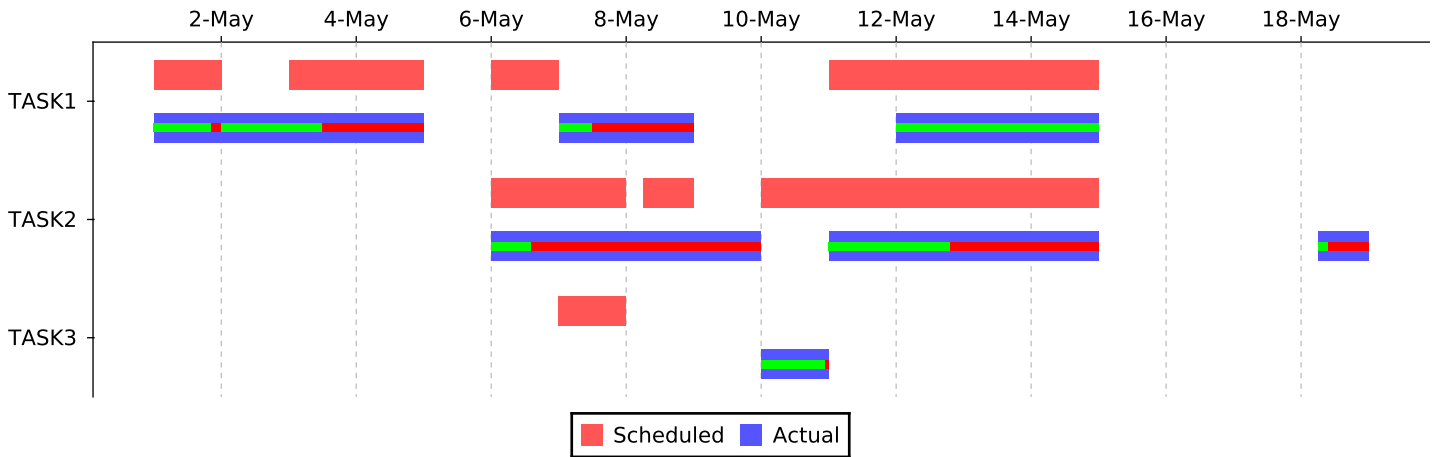 2-May 4-May 6-May 8-May 10-May 12-May 14-May 16-May 18-May
TASK1
TASK2
TASK3
Scheduled Actual